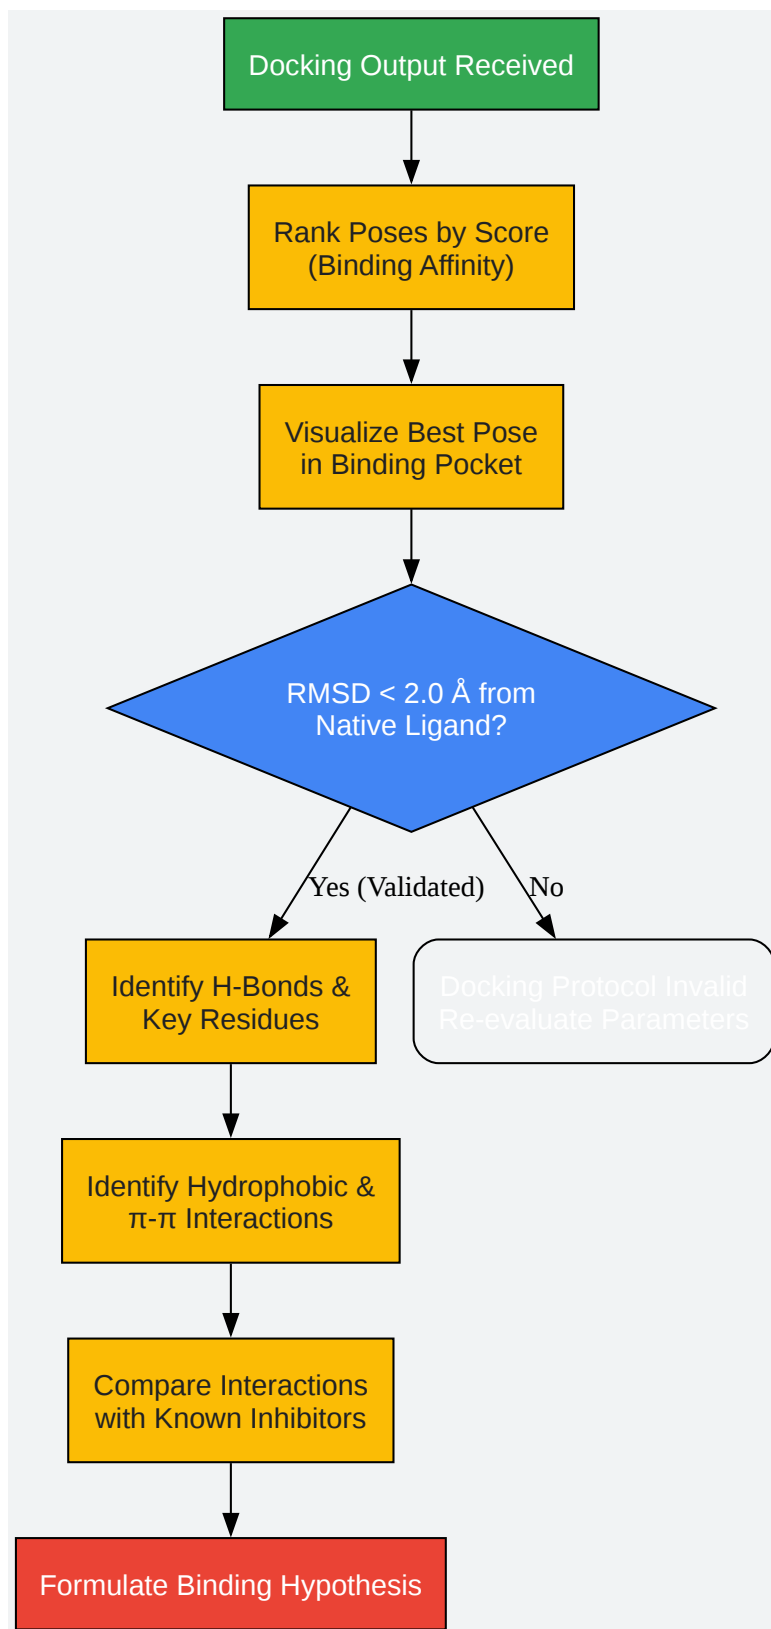 Docking Output Received
Rank Poses by Score
(Binding Affinity)
Visualize Best Pose
in Binding Pocket
RMSD < 2.0 Å from
Native Ligand?
Yes (Validated)
No
Identify H-Bonds &
Key Residues
Docking Protocol Invalid
Re-evaluate Parameters
Identify Hydrophobic &
π-π Interactions
Compare Interactions
with Known Inhibitors
Formulate Binding Hypothesis